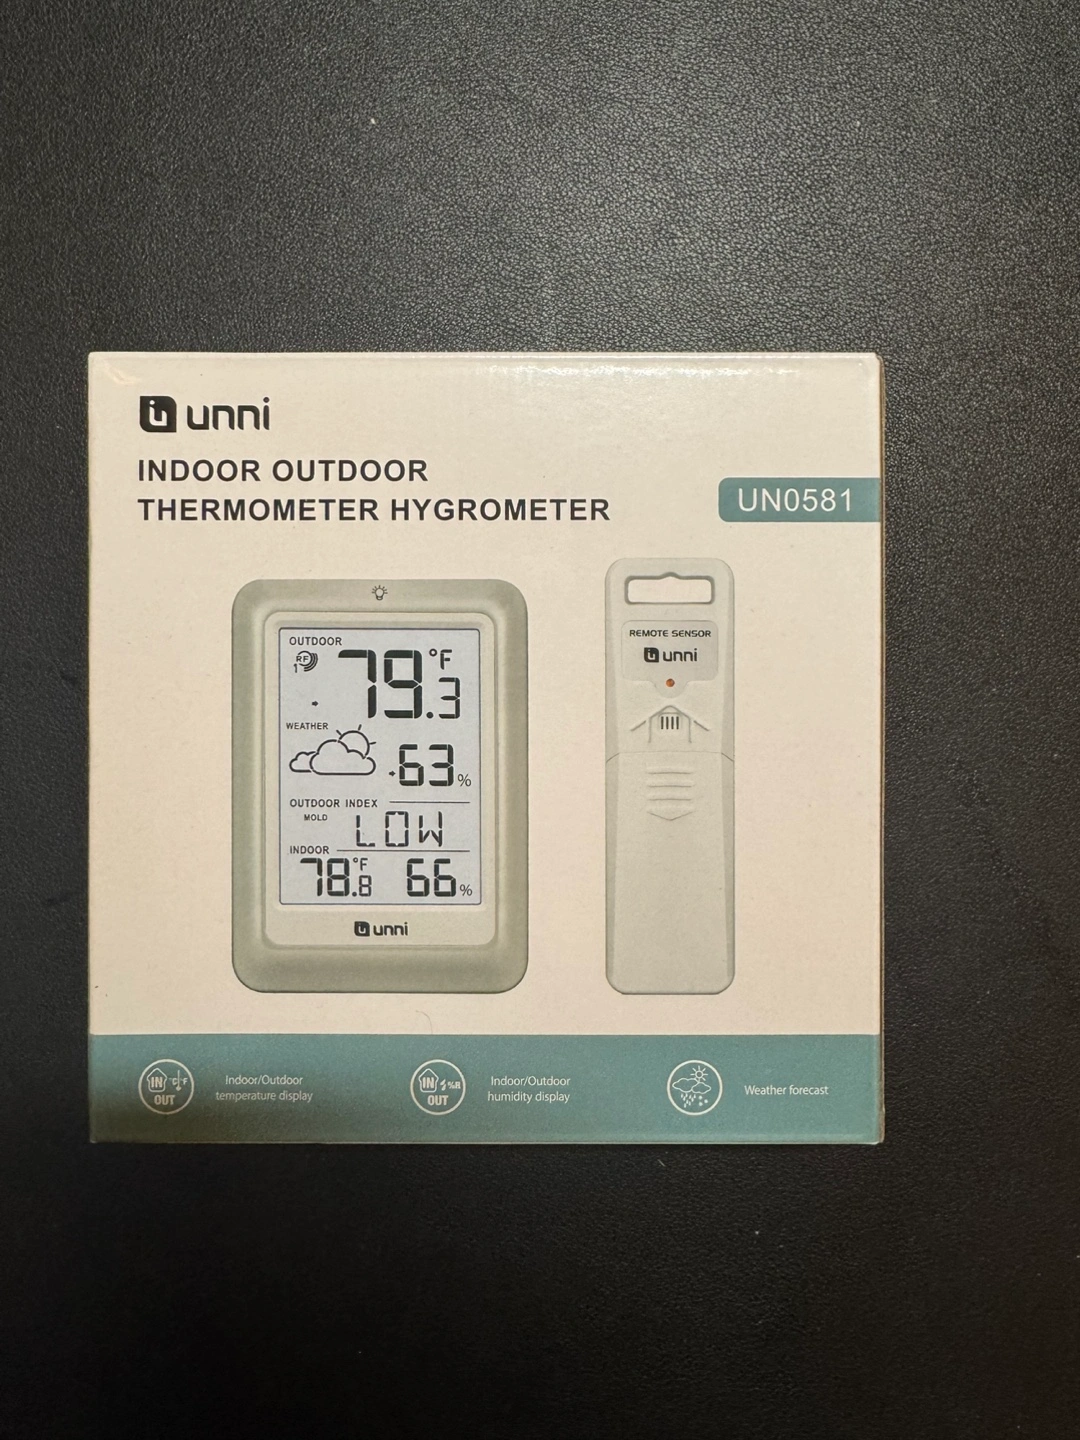 unni
INDOOR OUTDOOR
THERMOMETER HYGROMETER
UN0581
OUTDOOR
RF
1
79.3 °F
WEATHER
63%
OUTDOOR INDEX
MOLD
LOW
INDOOR
78.8 °F 66%
unni
REMOTE SENSOR
unni
IN °C °F
OUT
Indoor/Outdoor
temperature display
IN %R
OUT
Indoor/Outdoor
humidity display
Weather forecast